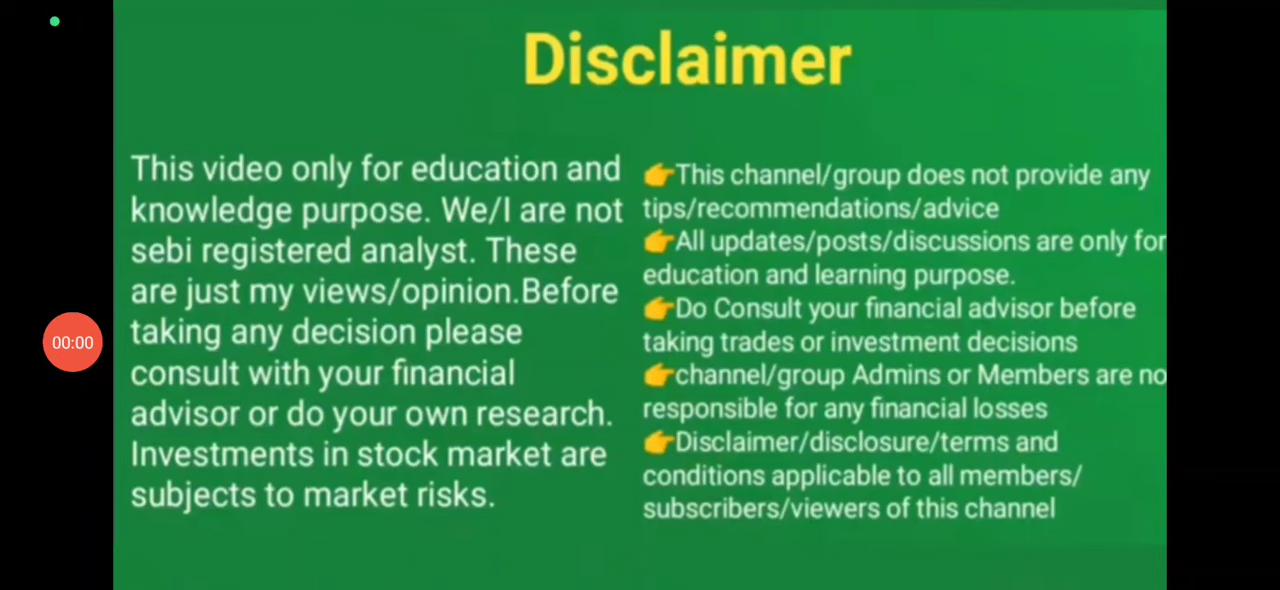 Disclaimer
This video only for education and
knowledge purpose. We/I are not
sebi registered analyst. These
are just my views/opinion.Before
taking any decision please
consult with your financial
advisor or do your own research.
Investments in stock market are
subjects to market risks.
👉This channel/group does not provide any
tips/recommendations/advice
👉All updates/posts/discussions are only for
education and learning purpose.
👉Do Consult your financial advisor before
taking trades or investment decisions
👉channel/group Admins or Members are no
responsible for any financial losses
👉Disclaimer/disclosure/terms and
conditions applicable to all members/
subscribers/viewers of this channel
00:00